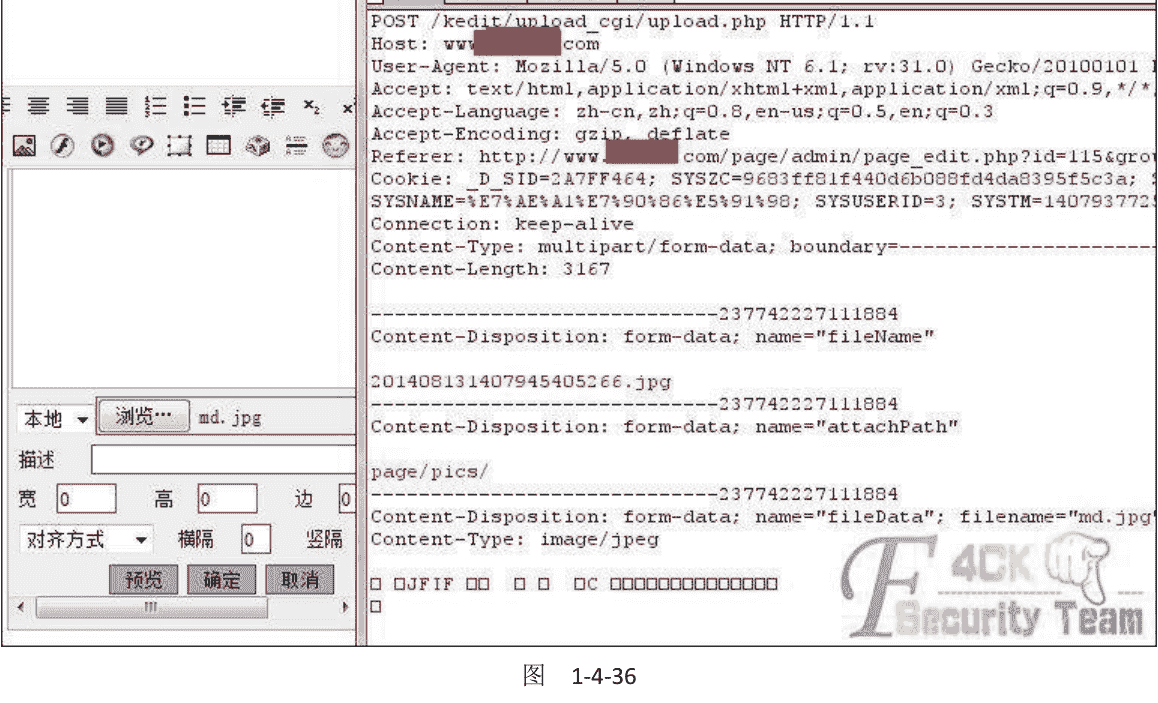 POST /kedit/upload_cgi/upload.php HTTP/1.1
Host: www com
User-Agent: Mozilla/5.0 (Windows NT 6.1; rv:31.0) Gecko/20100101
Accept: text/html,application/xhtml+xml,application/xml;q=0.9,*/*
Accept-Language: zh-cn,zh;q=0.8,en-us;q=0.5,en;q=0.3
Accept-Encoding: gzip, deflate
Referer: http://www. com/page/admin/page_edit.php?id=115&grou
Cookie: _D_SID=2A7FF464; SYSZC=9683ff81f440d6b088fd4da8395f5c3a; S
SYSNAME=%E7%AE%A1%E7%90%86%E5%91%98; SYSUSERID=3; SYSTM=1407937725
Connection: keep-alive
Content-Type: multipart/form-data; boundary=----------------------
Content-Length: 3167
-----------------------------237742227111884
Content-Disposition: form-data; name="fileName"
201408131407945405266.jpg
-----------------------------237742227111884
Content-Disposition: form-data; name="attachPath"
page/pics/
-----------------------------237742227111884
Content-Disposition: form-data; name="fileData"; filename="md.jpg"
Content-Type: image/jpeg
JFIF C
本地 浏览… md.jpg
描述
宽 0 高 0 边 0
对齐方式 横隔 0 竖隔
预览 确定 取消
F4CK
Security Team
图 1-4-36